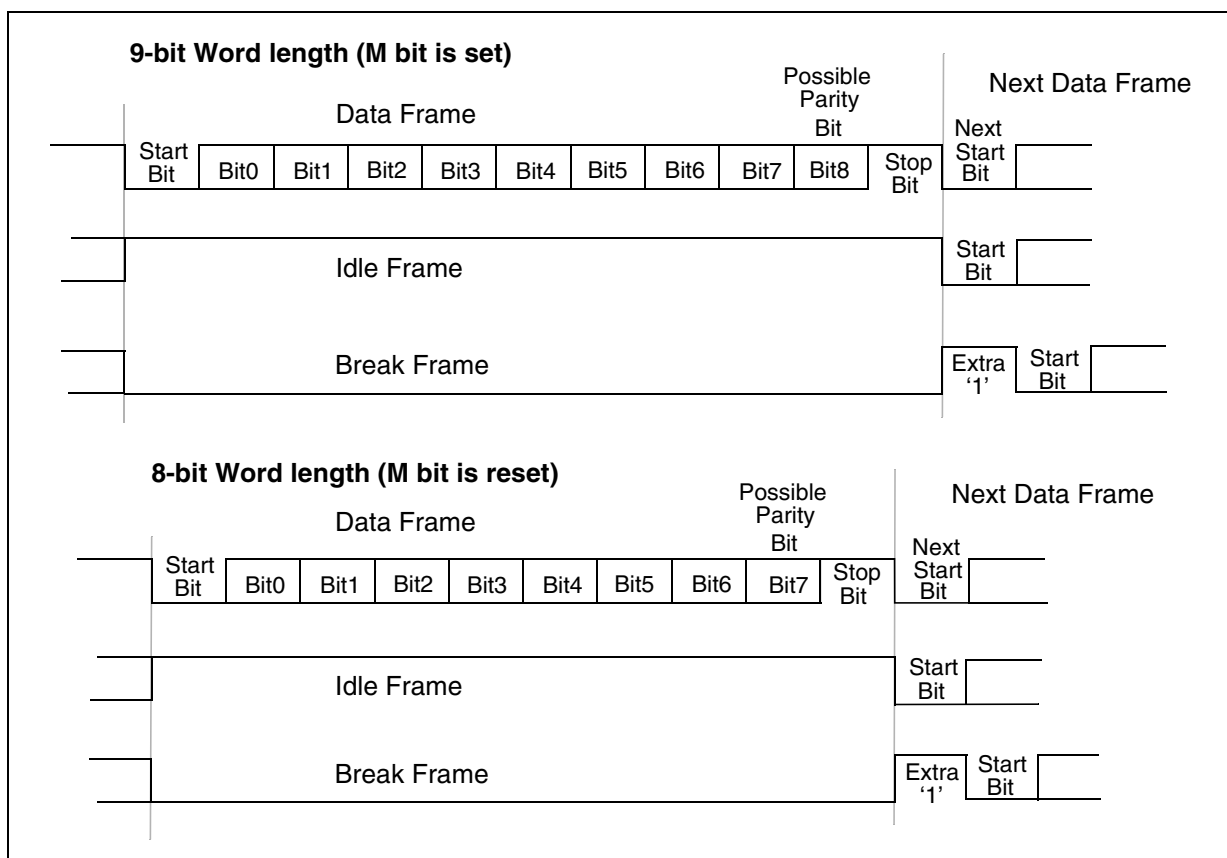 9-bit Word length (M bit is set)
Possible
Parity
Bit
Next Data Frame
Data Frame
Start
Bit
Bit0
Bit1
Bit2
Bit3
Bit4
Bit5
Bit6
Bit7
Bit8
Stop
Bit
Next
Start
Bit
Idle Frame
Start
Bit
Break Frame
Extra
‘1’
Start
Bit
8-bit Word length (M bit is reset)
Possible
Parity
Bit
Next Data Frame
Data Frame
Start
Bit
Bit0
Bit1
Bit2
Bit3
Bit4
Bit5
Bit6
Bit7
Stop
Bit
Next
Start
Bit
Idle Frame
Start
Bit
Break Frame
Extra
‘1’
Start
Bit